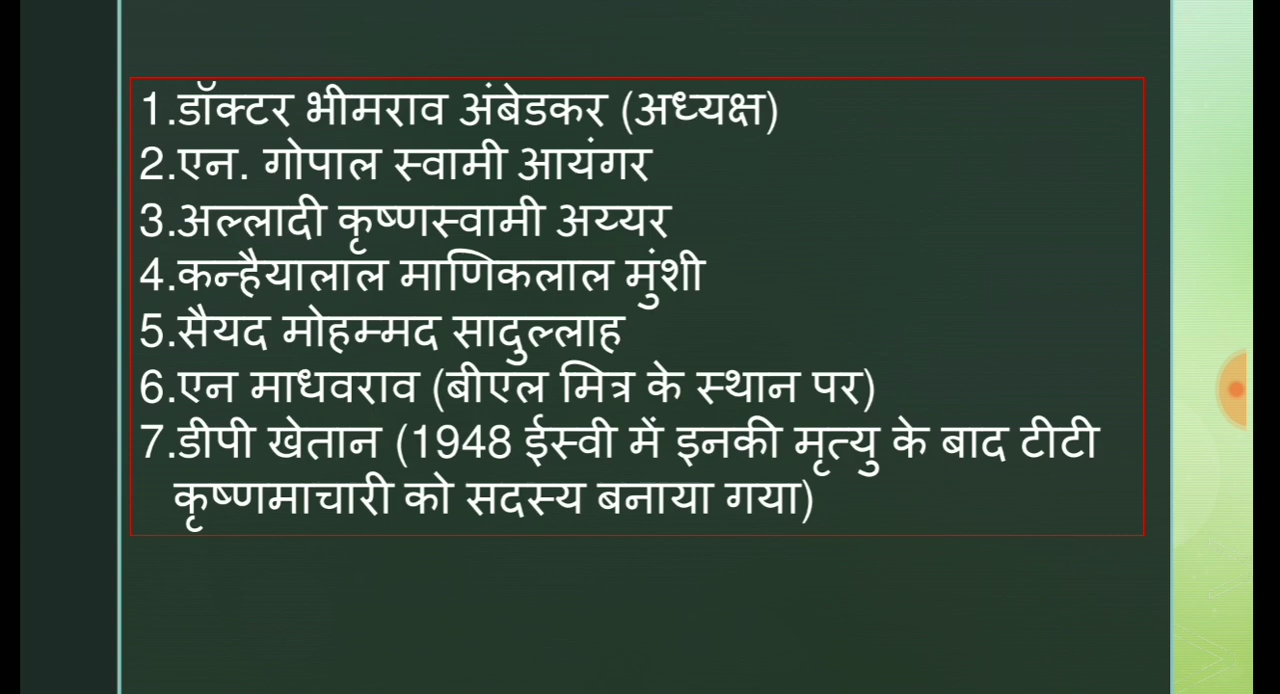 1.डॉक्टर भीमराव अंबेडकर (अध्यक्ष)
2.एन. गोपाल स्वामी आयंगर
3.अल्लादी कृष्णस्वामी अय्यर
4.कन्हैयालाल माणिकलाल मुंशी
5.सैयद मोहम्मद सादुल्लाह
6.एन माधवराव (बीएल मित्र के स्थान पर)
7.डीपी खेतान (1948 ईस्वी में इनकी मृत्यु के बाद टीटी
कृष्णमाचारी को सदस्य बनाया गया)